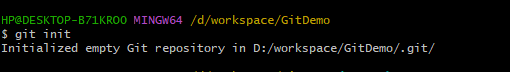 HP@DESKTOP-B71KROO MINGW64 /d/workspace/GitDemo
$ git init
Initialized empty Git repository in D:/workspace/GitDemo/.git/